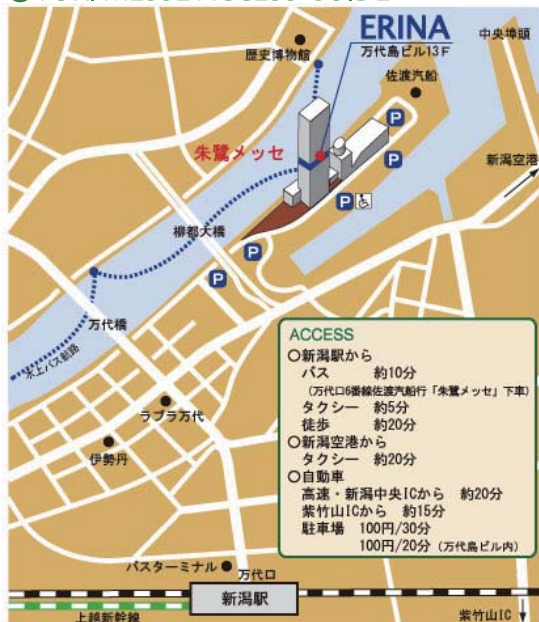 ERINA
万代島ビル13F
中央埠頭
歴史博物館
佐渡汽船
P
朱鷺メッセ
P
新潟空港
P
柳都大橋
P
P
万代橋
水上バス航路
ラブラ万代
伊勢丹
ACCESS
○新潟駅から
バス 約10分
(万代口6番線佐渡汽船行「朱鷺メッセ」下車)
タクシー 約5分
徒歩 約20分
○新潟空港から
タクシー 約20分
○自動車
高速・新潟中央ICから 約20分
紫竹山ICから 約15分
駐車場 100円/30分
100円/20分 (万代島ビル内)
バスターミナル
万代口
新潟駅
上越新幹線
紫竹山IC